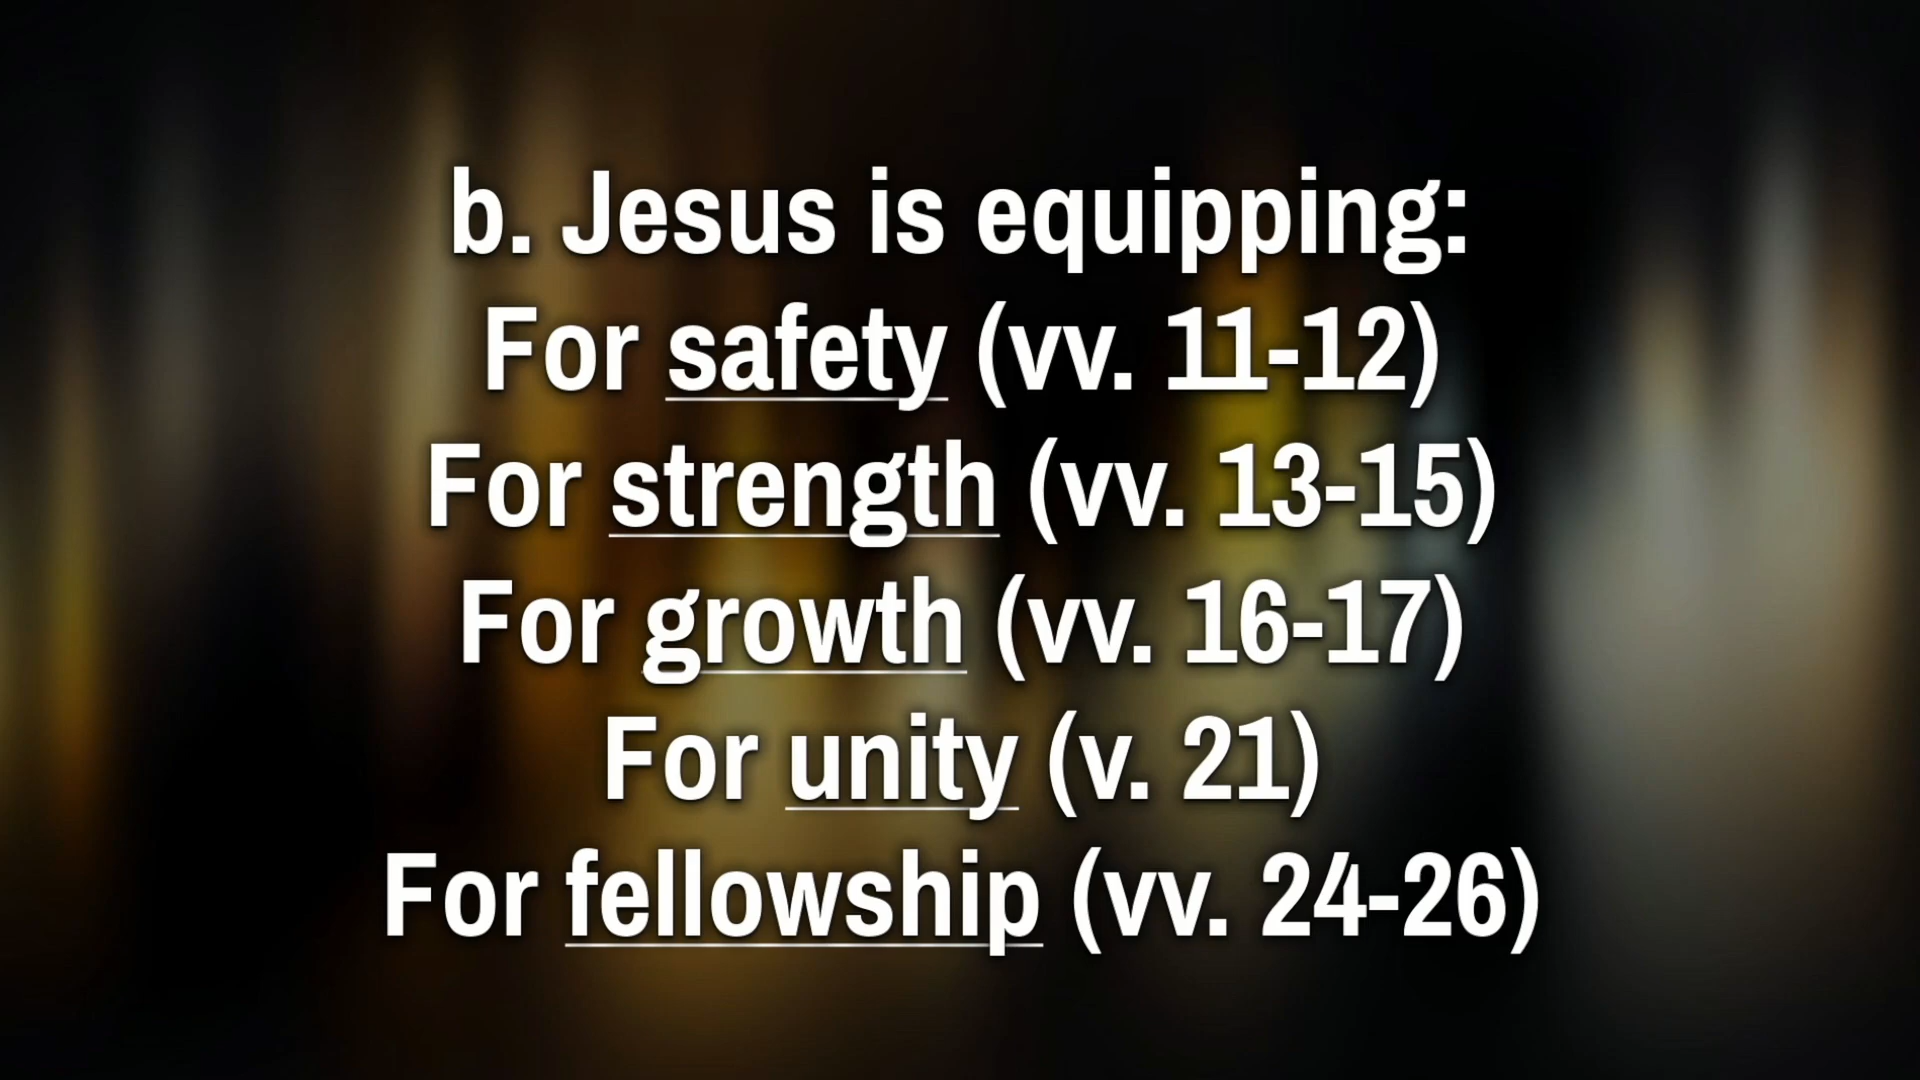 b. Jesus is equipping:
For safety (vv. 11-12)
For strength (vv. 13-15)
For growth (vv. 16-17)
For unity (v. 21)
For fellowship (vv. 24-26)